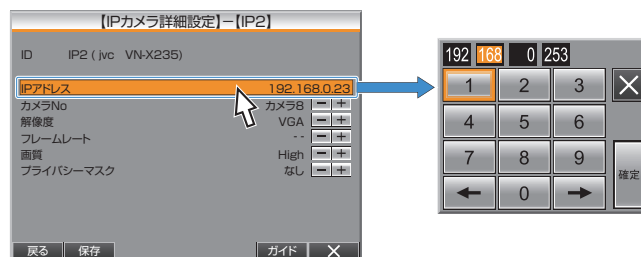 【IPカメラ詳細設定】－【IP2】
ID IP2 ( jvc VN-X235)
IPアドレス 192.168.0.23
カメラNo カメラ8 － ＋
解像度 VGA － ＋
フレームレート - - － ＋
画質 High － ＋
プライバシーマスク なし － ＋
戻る 保存 ガイド ×
192 168 0 253
1 2 3 ×
4 5 6
7 8 9 確定
← 0 →